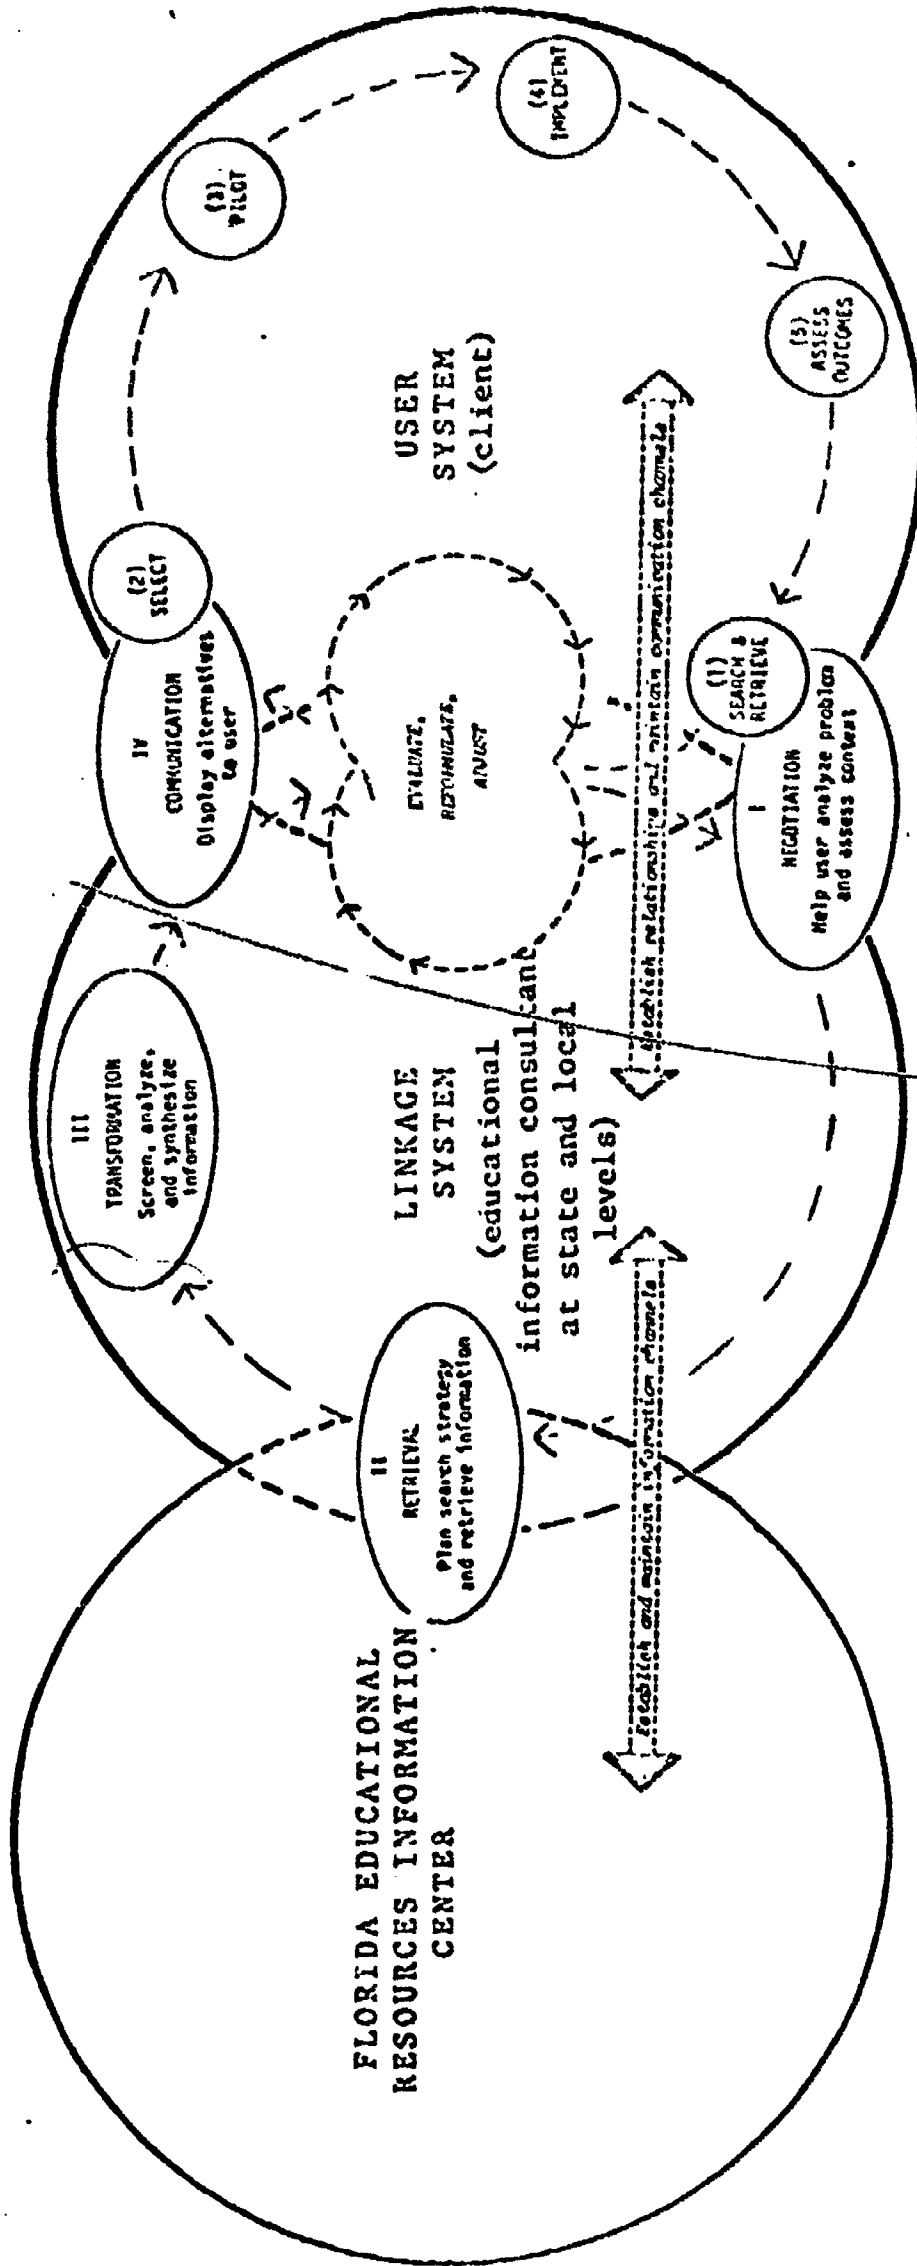 FLORIDA EDUCATIONAL
RESOURCES INFORMATION
CENTER
II
RETRIEVAL
Plan search strategy
and retrieve information
Establish and maintain information channels
III
TRANSFORMATION
Screen, analyze,
and synthesize
information
LINKAGE
SYSTEM
(educational
information consultant
at state and local
levels)
Establish relationships and maintain communication channels
IV
COMMUNICATION
Display alternatives
to user
EVALUATE,
REFORMULATE,
ADJUST
I
NEGOTIATION
Help user analyze problem
and assess context
(1)
SEARCH &
RETRIEVE
(2)
SELECT
USER
SYSTEM
(client)
(3)
PILOT
(4)
IMPLEMENT
(5)
ASSESS
OUTCOMES